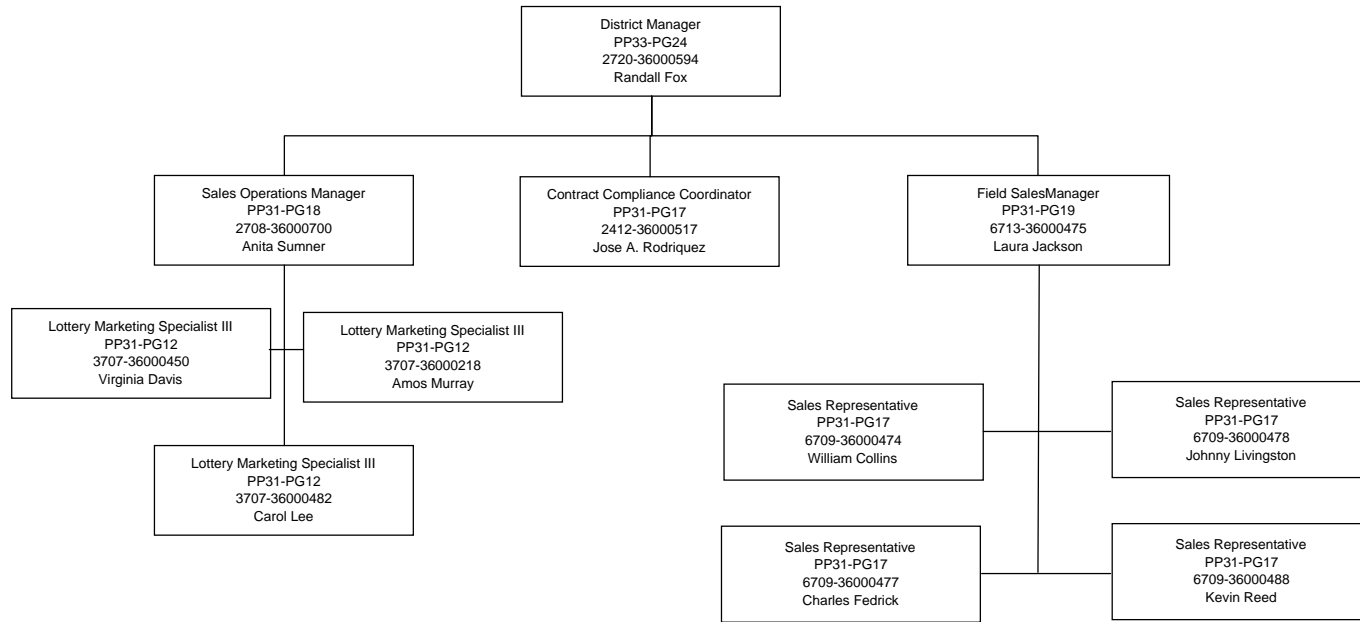 District Manager
PP33-PG24
2720-36000594
Randall Fox
Sales Operations Manager
PP31-PG18
2708-36000700
Anita Sumner
Contract Compliance Coordinator
PP31-PG17
2412-36000517
Jose A. Rodriquez
Field SalesManager
PP31-PG19
6713-36000475
Laura Jackson
Lottery Marketing Specialist III
PP31-PG12
3707-36000450
Virginia Davis
Lottery Marketing Specialist III
PP31-PG12
3707-36000218
Amos Murray
Lottery Marketing Specialist III
PP31-PG12
3707-36000482
Carol Lee
Sales Representative
PP31-PG17
6709-36000474
William Collins
Sales Representative
PP31-PG17
6709-36000478
Johnny Livingston
Sales Representative
PP31-PG17
6709-36000477
Charles Fedrick
Sales Representative
PP31-PG17
6709-36000488
Kevin Reed